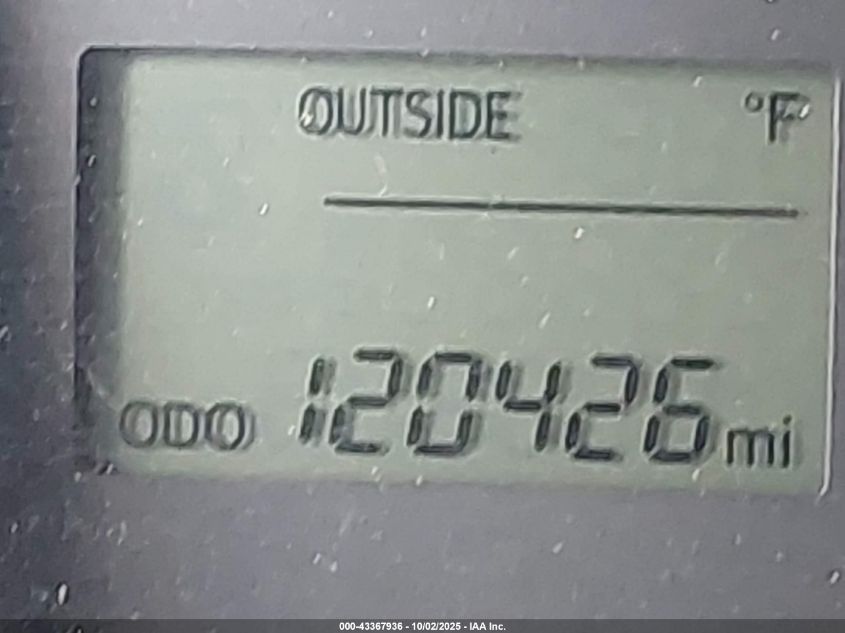 OUTSIDE °F
ODO 120426 mi
000-43367936 - 10/02/2025 - IAA Inc.